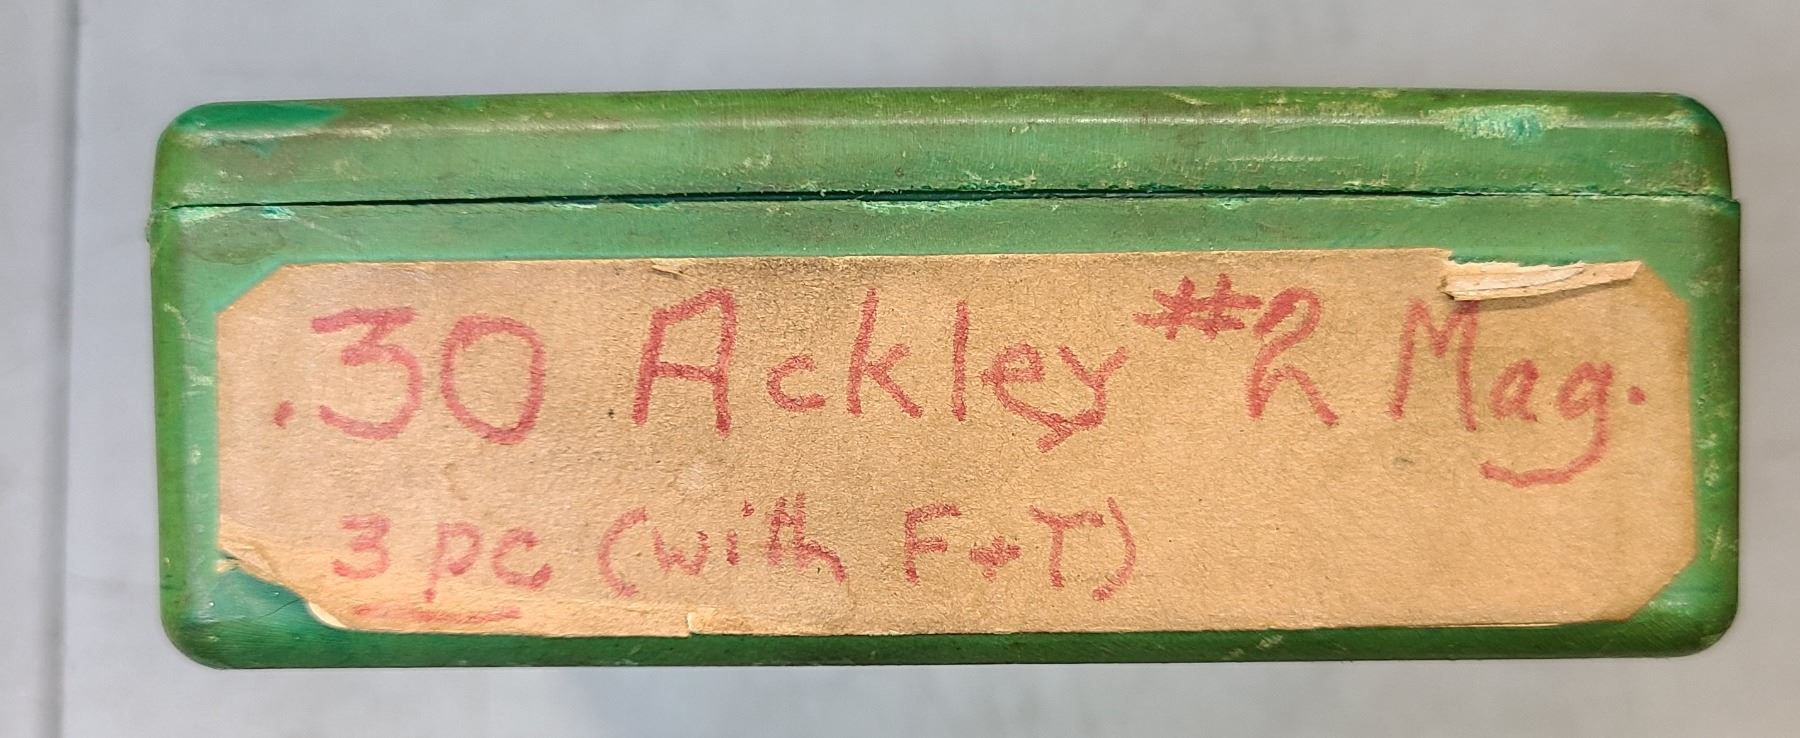 .30 Ackley #2 Mag.
3 pc (with F+T)